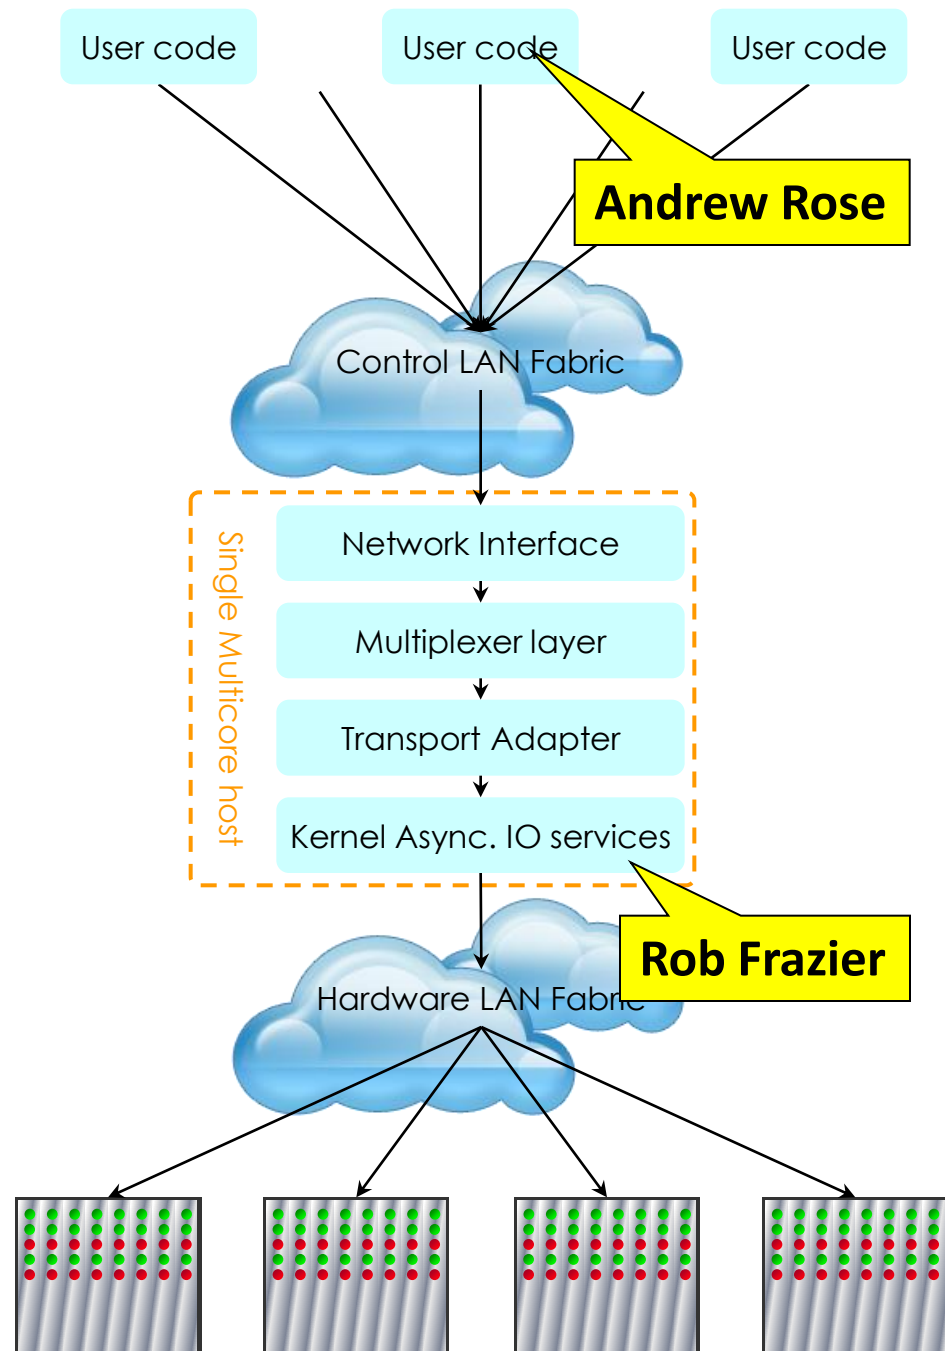 User code
User code
User code
Andrew Rose
Control LAN Fabric
Single Multicore host
Network Interface
Multiplexer layer
Transport Adapter
Kernel Async. IO services
Rob Frazier
Hardware LAN Fabric